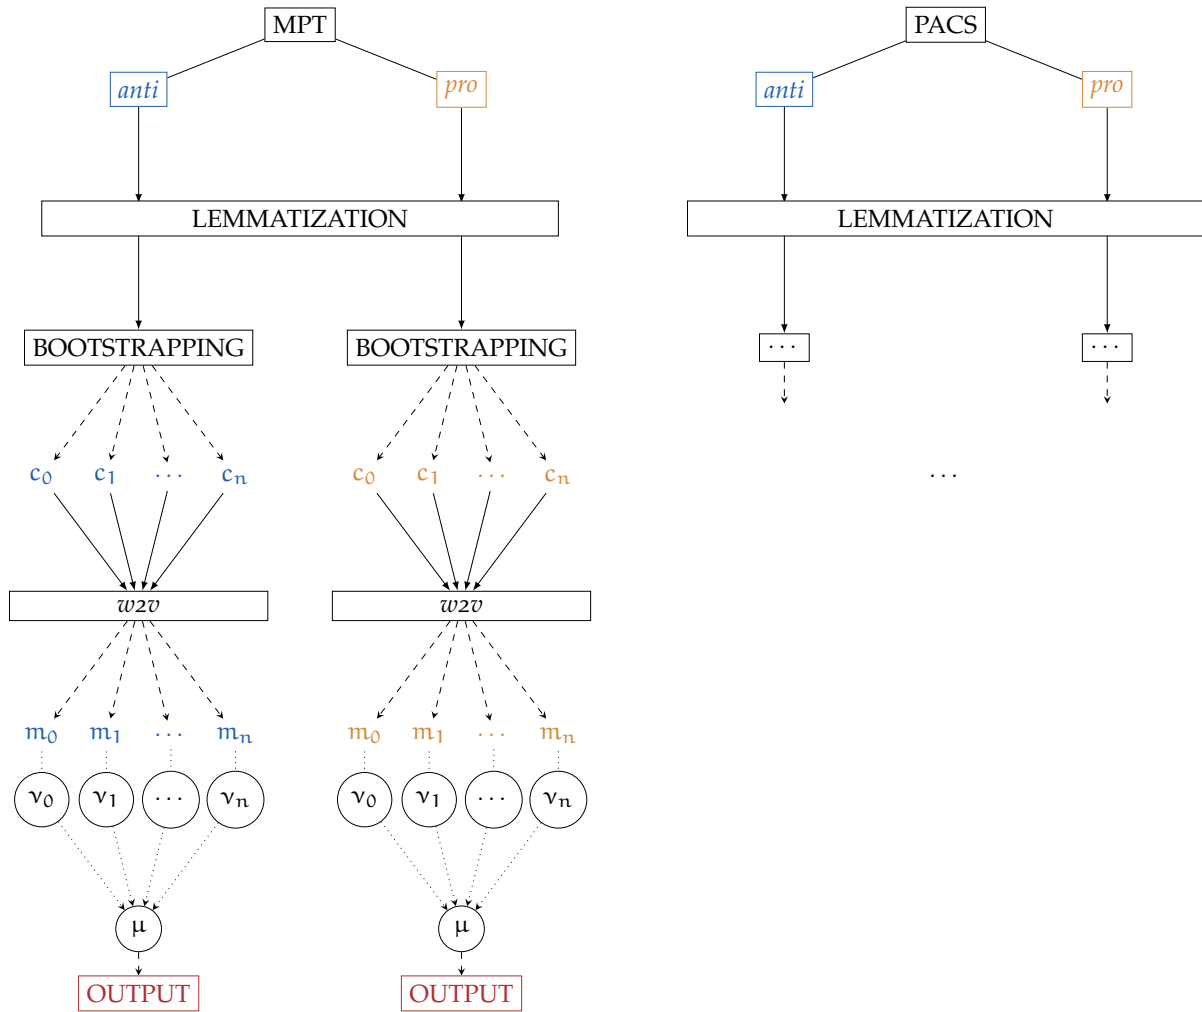 MPT PACS
anti pro anti pro
LEMMATIZATION LEMMATIZATION
BOOTSTRAPPING BOOTSTRAPPING ··· ···
c₀ c₁ ··· cₙ c₀ c₁ ··· cₙ ···
w2v w2v
m₀ m₁ ··· mₙ m₀ m₁ ··· mₙ
ν₀ ν₁ ··· νₙ ν₀ ν₁ ··· νₙ
μ μ
OUTPUT OUTPUT